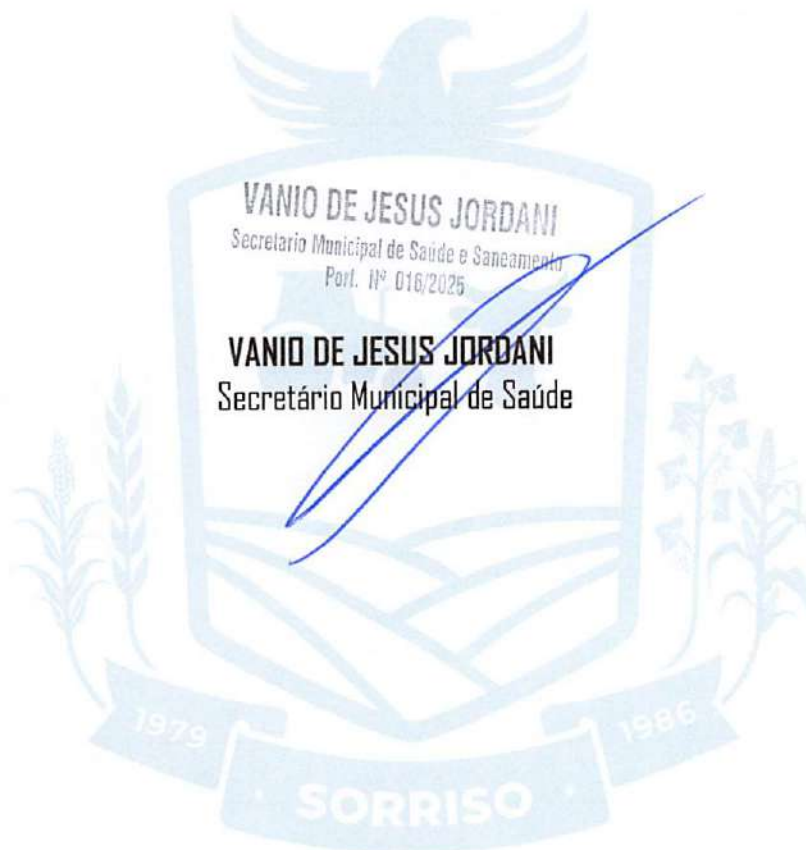 VANIO DE JESUS JORDANI
Secretario Municipal de Saúde e Saneamento
Port. Nº 016/2025
VANIO DE JESUS JORDANI
Secretário Municipal de Saúde
1979
1986
SORRISO